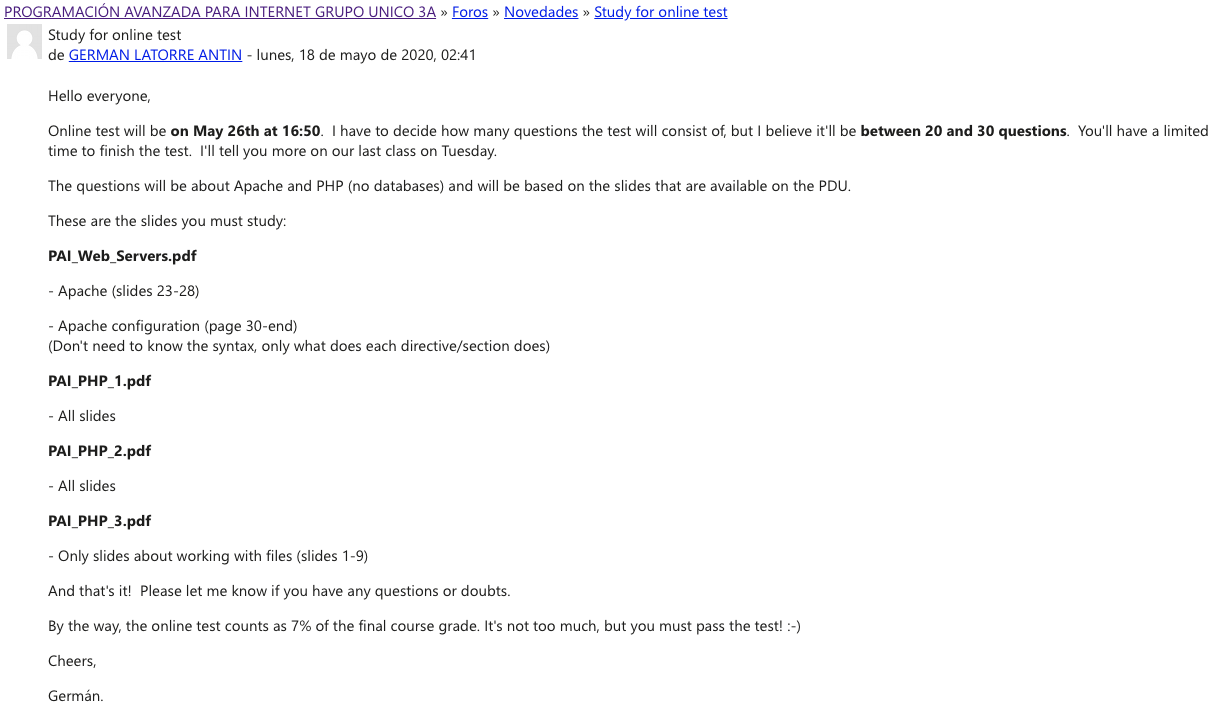 PROGRAMACIÓN AVANZADA PARA INTERNET GRUPO UNICO 3A » Foros » Novedades » Study for online test
Study for online test
de GERMAN LATORRE ANTIN - lunes, 18 de mayo de 2020, 02:41
Hello everyone,
Online test will be on May 26th at 16:50.  I have to decide how many questions the test will consist of, but I believe it'll be between 20 and 30 questions.  You'll have a limited
time to finish the test.  I'll tell you more on our last class on Tuesday.
The questions will be about Apache and PHP (no databases) and will be based on the slides that are available on the PDU.
These are the slides you must study:
PAI_Web_Servers.pdf
- Apache (slides 23-28)
- Apache configuration (page 30-end)
(Don't need to know the syntax, only what does each directive/section does)
PAI_PHP_1.pdf
- All slides
PAI_PHP_2.pdf
- All slides
PAI_PHP_3.pdf
- Only slides about working with files (slides 1-9)
And that's it!  Please let me know if you have any questions or doubts.
By the way, the online test counts as 7% of the final course grade. It's not too much, but you must pass the test! :-)
Cheers,
Germán.